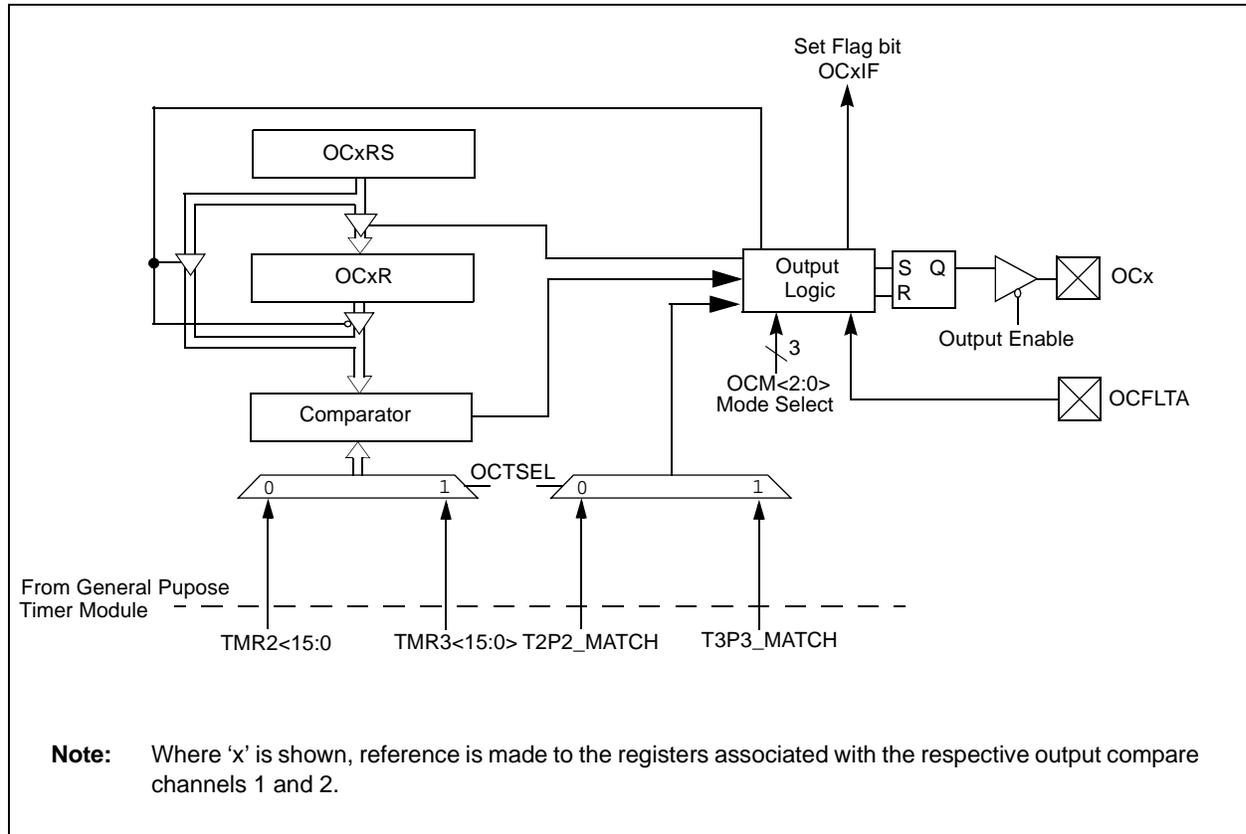 Set Flag bit
OCxIF
OCxRS
OCxR
Output
Logic
S Q
R
OCx
Output Enable
3
OCM<2:0>
Mode Select
OCFLTA
Comparator
0 1
OCTSEL
0 1
From General Pupose
Timer Module
TMR2<15:0
TMR3<15:0>
T2P2_MATCH
T3P3_MATCH
Note: Where ‘x’ is shown, reference is made to the registers associated with the respective output compare
channels 1 and 2.